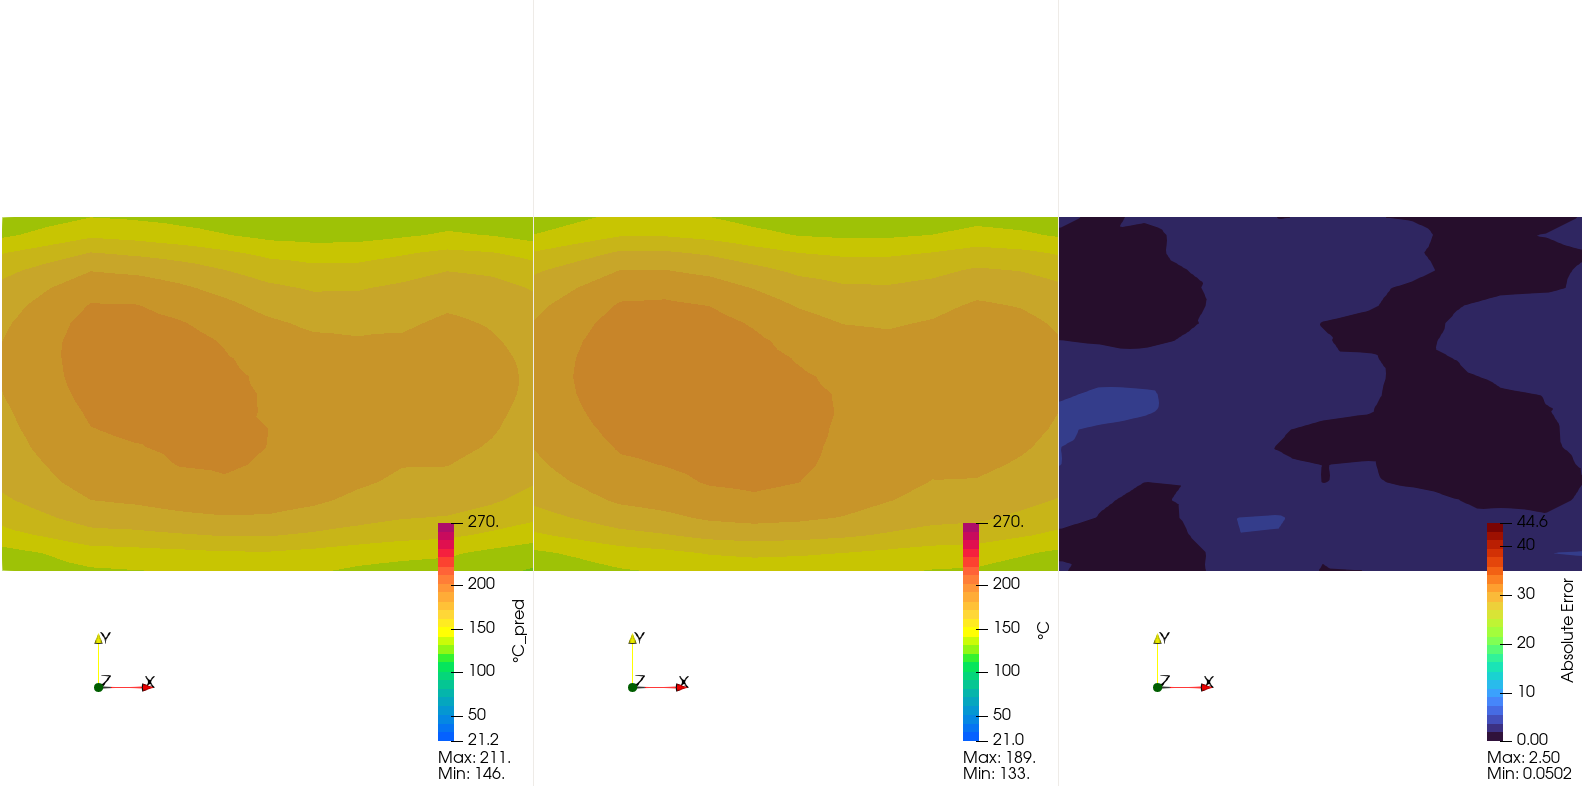 270.
200
150
100
50
21.2
°C_pred
Max: 211.
Min: 146.
Y
Z
X
270.
200
150
100
50
21.0
°C
Max: 189.
Min: 133.
Y
Z
X
44.6
40
30
20
10
0.00
Absolute Error
Max: 2.50
Min: 0.0502
Y
Z
X